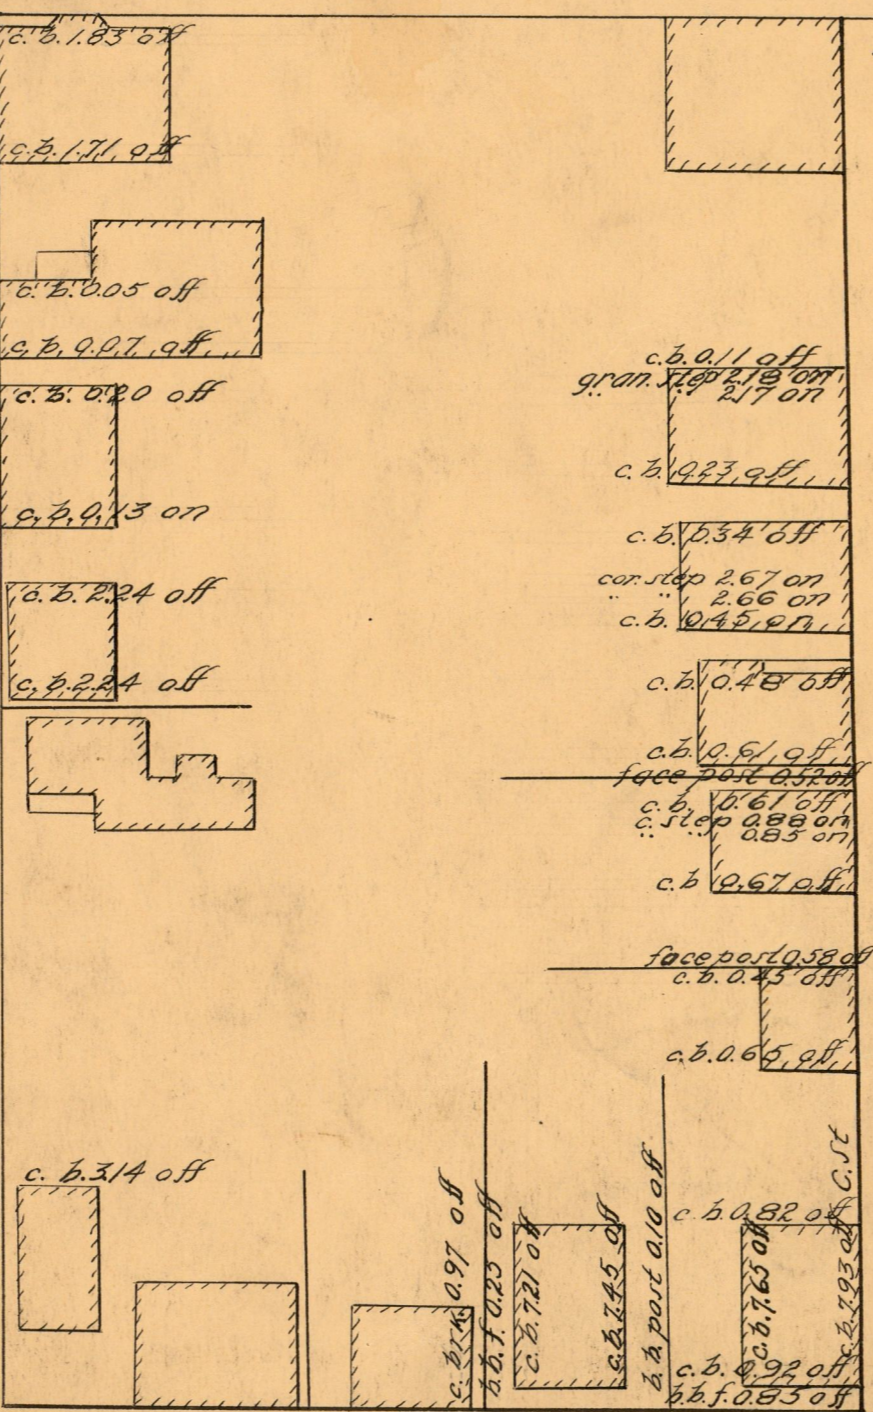 c. b. 1.83 off
c. b. 1.71 off
c. b. 0.05 off
c. b. 0.07 off
c. b. 0.20 off
c. b. 0.13 on
c. b. 2.24 off
c. b. 2.24 off
c. b. 0.11 off
gran. step 2.18 on
.. .. 2.17 on
c. b. 0.23 off
c. b. 0.34 off
cor. step 2.67 on
.. .. 2.66 on
c. b. 0.45 on
c. b. 0.48 off
c. b. 0.61 off
face post 0.52 off
c. b. 0.61 off
c. step 0.88 on
.. .. 0.85 on
c. b 0.67 off
face post 0.58 off
c. b. 0.45 off
c. b. 0.65 off
c. b. 3.14 off
c. brk. 0.97 off
b. b. f. 0.25 off
c. b. 7.21 off
c. b. 7.45 off
b. b. post 0.10 off
c. b. 0.82 off
c. b. 7.65 off
c. b. 7.93 off
C. St
c. b. 0.92 off
b. b. f. 0.85 off